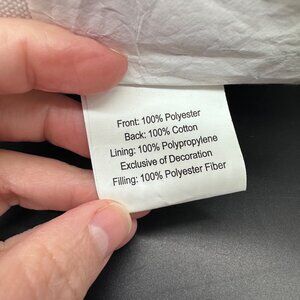 Front: 100% Polyester
Back: 100% Cotton
Lining: 100% Polypropylene
Exclusive of Decoration
Filling: 100% Polyester Fiber